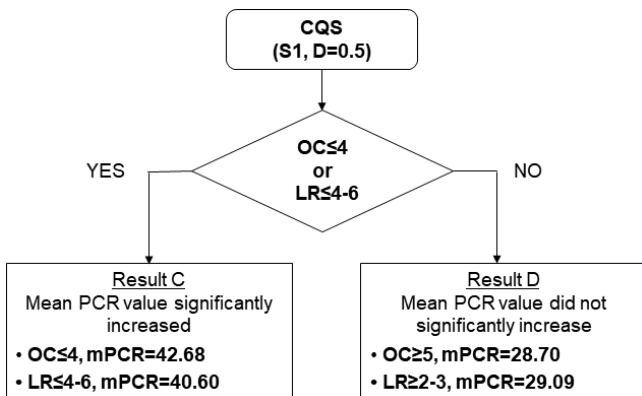 CQS
(S1, D=0.5)
OC≤4
or
LR≤4-6
YES
NO
Result C
Mean PCR value significantly
increased
• OC≤4, mPCR=42.68
• LR≤4-6, mPCR=40.60
Result D
Mean PCR value did not
significantly increase
• OC≥5, mPCR=28.70
• LR≥2-3, mPCR=29.09